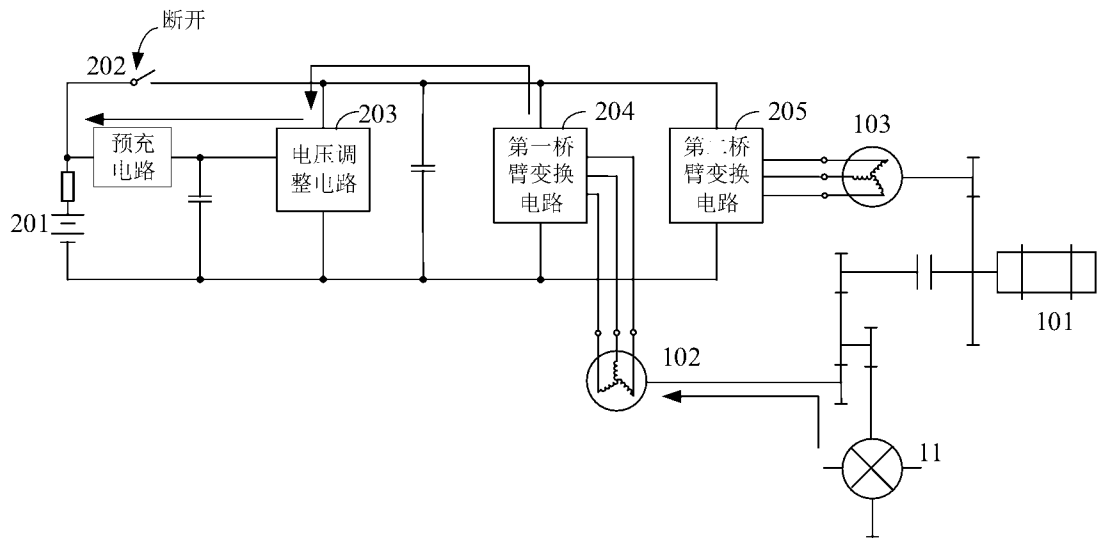 断开
202
203
204
205
103
预充
电路
电压调
整电路
第一桥
臂变换
电路
第二桥
臂变换
电路
201
101
102
11